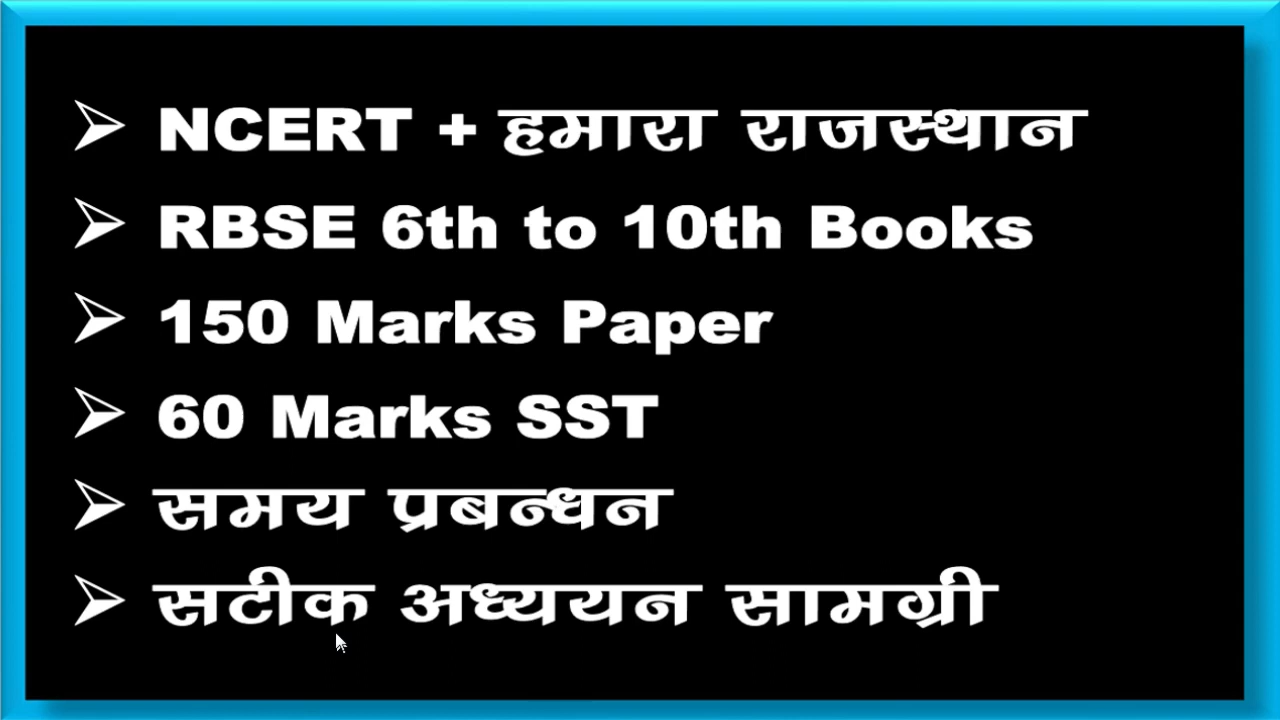 NCERT + हमारा राजस्थान
RBSE 6th to 10th Books
150 Marks Paper
60 Marks SST
समय प्रबन्धन
सटीक अध्ययन सामग्री